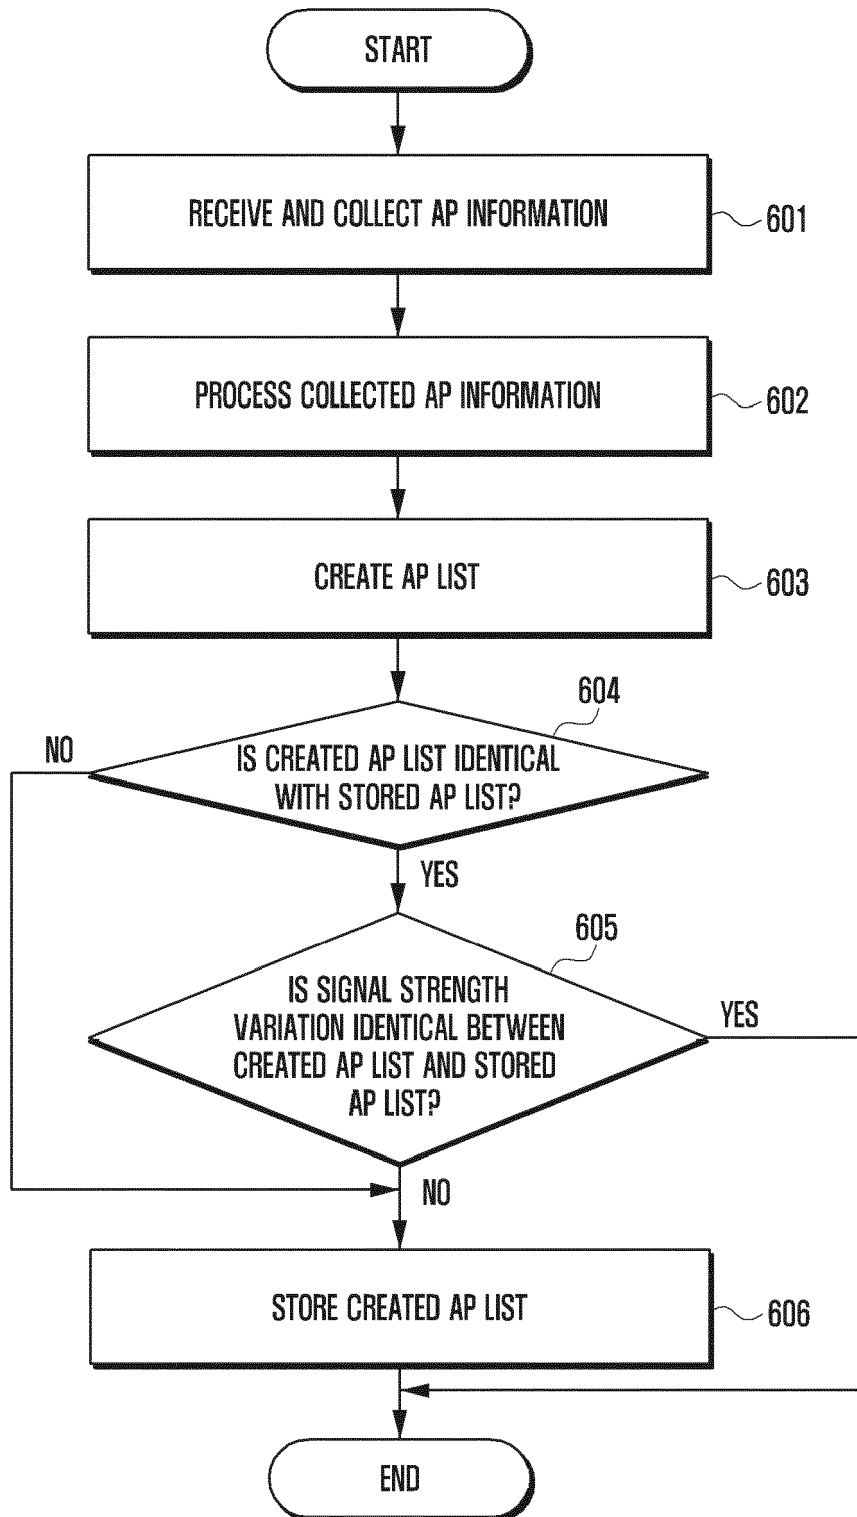 START
RECEIVE AND COLLECT AP INFORMATION
601
PROCESS COLLECTED AP INFORMATION
602
CREATE AP LIST
603
604
NO
IS CREATED AP LIST IDENTICAL
WITH STORED AP LIST?
YES
605
IS SIGNAL STRENGTH
VARIATION IDENTICAL BETWEEN
CREATED AP LIST AND STORED
AP LIST?
YES
NO
STORE CREATED AP LIST
606
END